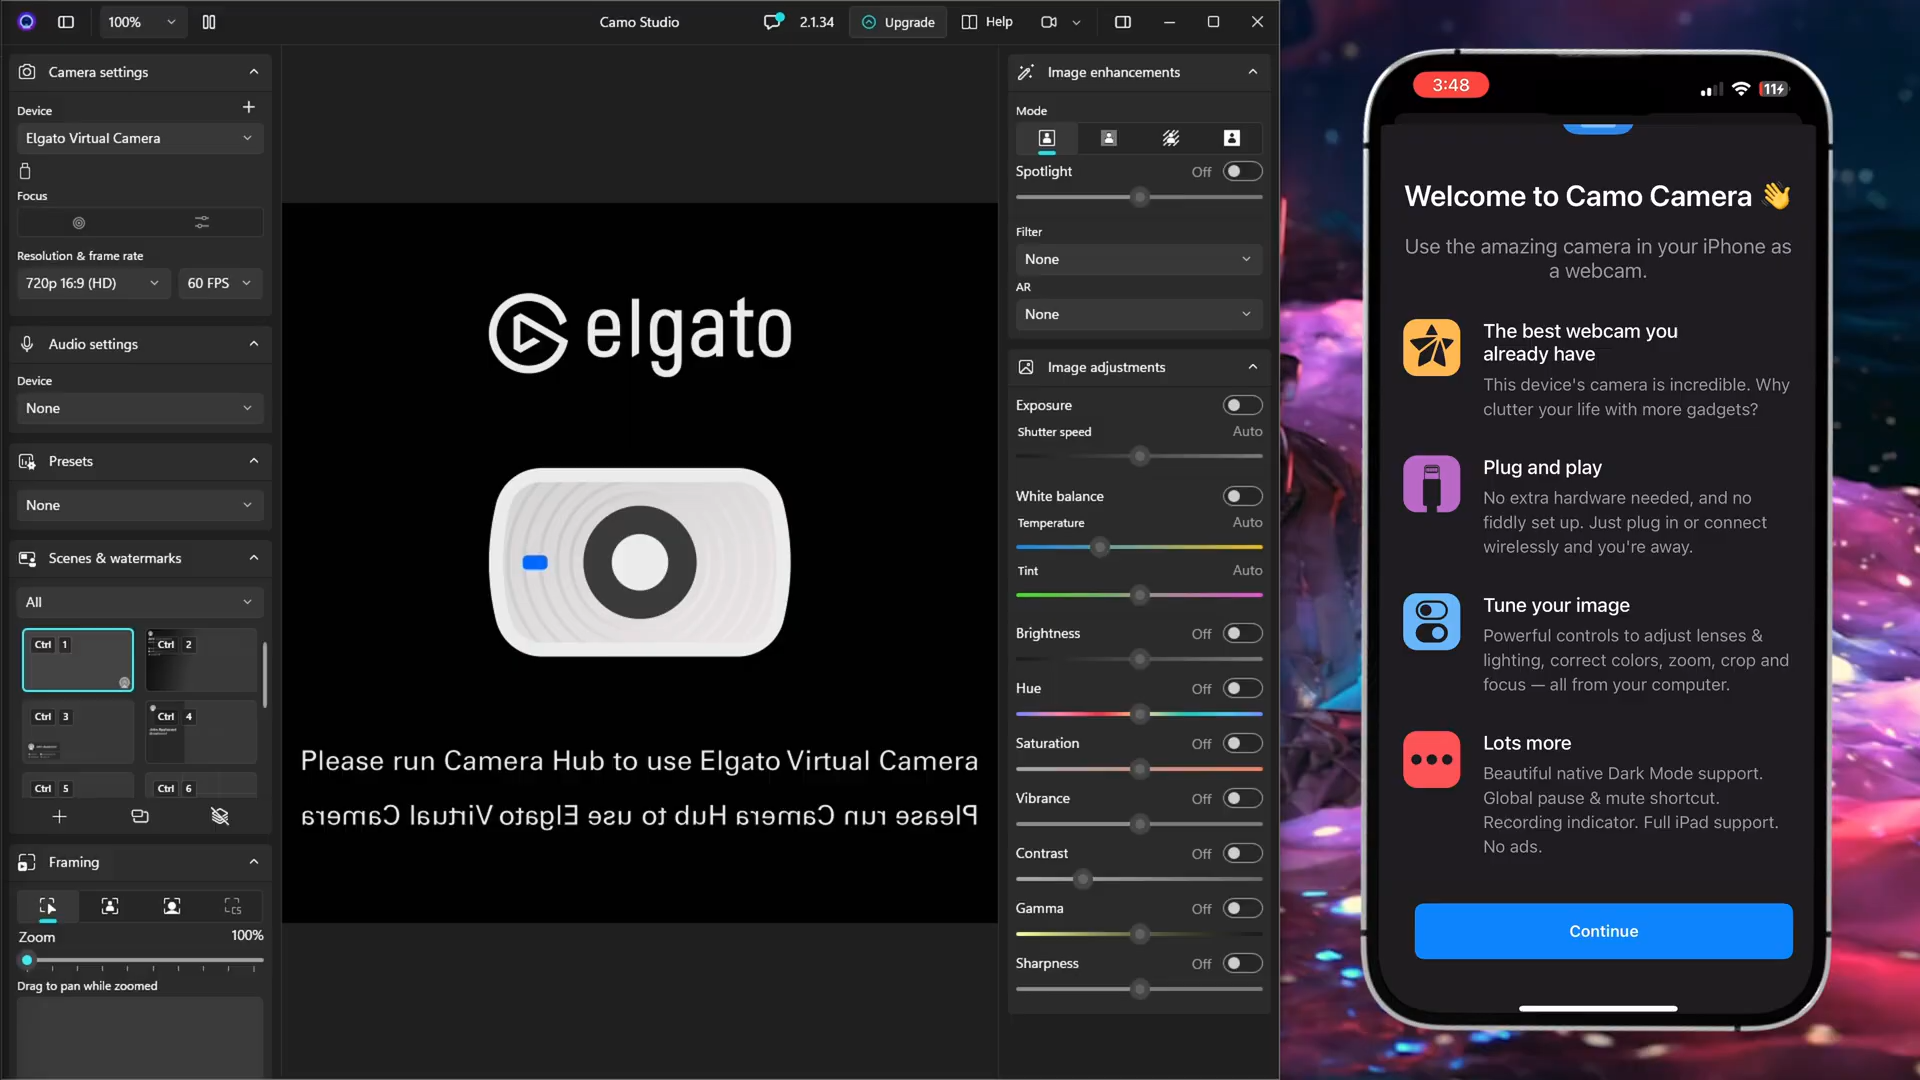 100%
Camo Studio
2.1.34
Upgrade
Help
Camera settings
Device
Elgato Virtual Camera
Focus
Resolution & frame rate
720p 16:9 (HD)
60 FPS
Audio settings
Device
None
Presets
None
Scenes & watermarks
All
Ctrl 1
Ctrl 2
Ctrl 3
Ctrl 4
Ctrl 5
Ctrl 6
Framing
Zoom
100%
Drag to pan while zoomed
elgato
Please run Camera Hub to use Elgato Virtual Camera
Please run Camera Hub to use Elgato Virtual Camera
Image enhancements
Mode
Spotlight
Off
Filter
None
AR
None
Image adjustments
Exposure
Shutter speed
Auto
White balance
Temperature
Auto
Tint
Auto
Brightness
Off
Hue
Off
Saturation
Off
Vibrance
Off
Contrast
Off
Gamma
Off
Sharpness
Off
3:48
11
Welcome to Camo Camera 👋
Use the amazing camera in your iPhone as
a webcam.
The best webcam you
already have
This device's camera is incredible. Why
clutter your life with more gadgets?
Plug and play
No extra hardware needed, and no
fiddly set up. Just plug in or connect
wirelessly and you're away.
Tune your image
Powerful controls to adjust lenses &
lighting, correct colors, zoom, crop and
focus — all from your computer.
Lots more
Beautiful native Dark Mode support.
Global pause & mute shortcut.
Recording indicator. Full iPad support.
No ads.
Continue